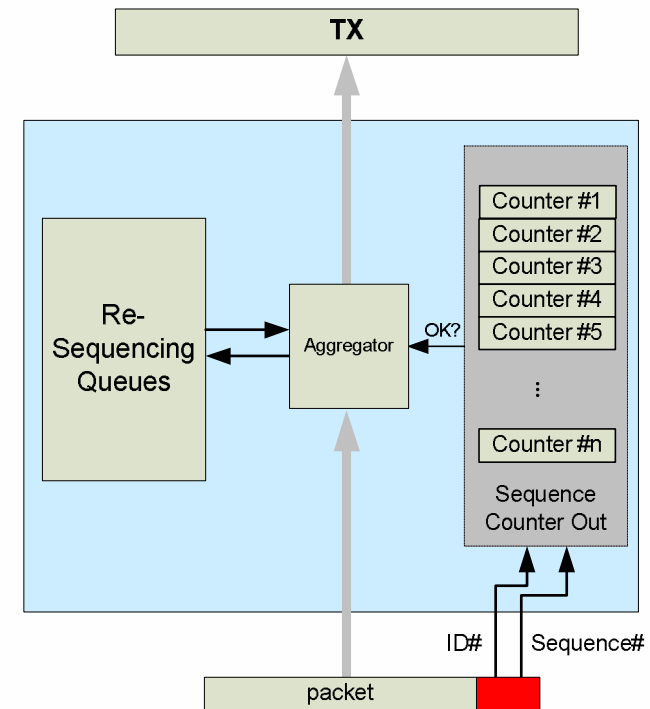 TX
Counter #1
Counter #2
Counter #3
Counter #4
Counter #5
⋮
Counter #n
Sequence
Counter Out
OK?
Aggregator
Re-
Sequencing
Queues
ID#
Sequence#
packet